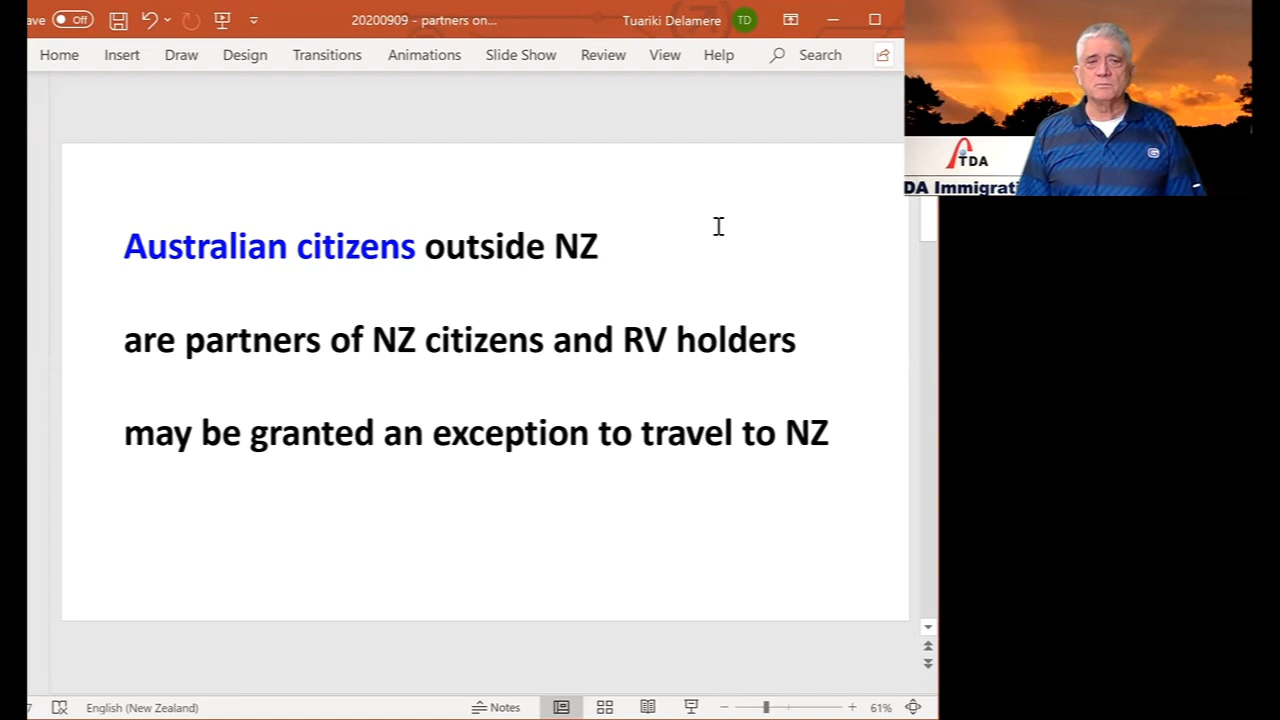 ave Off 20200909 - partners on... Tuariki Delamere TD
Home Insert Draw Design Transitions Animations Slide Show Review View Help Search
TDA
DA Immigrati
Australian citizens outside NZ
are partners of NZ citizens and RV holders
may be granted an exception to travel to NZ
7 English (New Zealand) Notes 61%